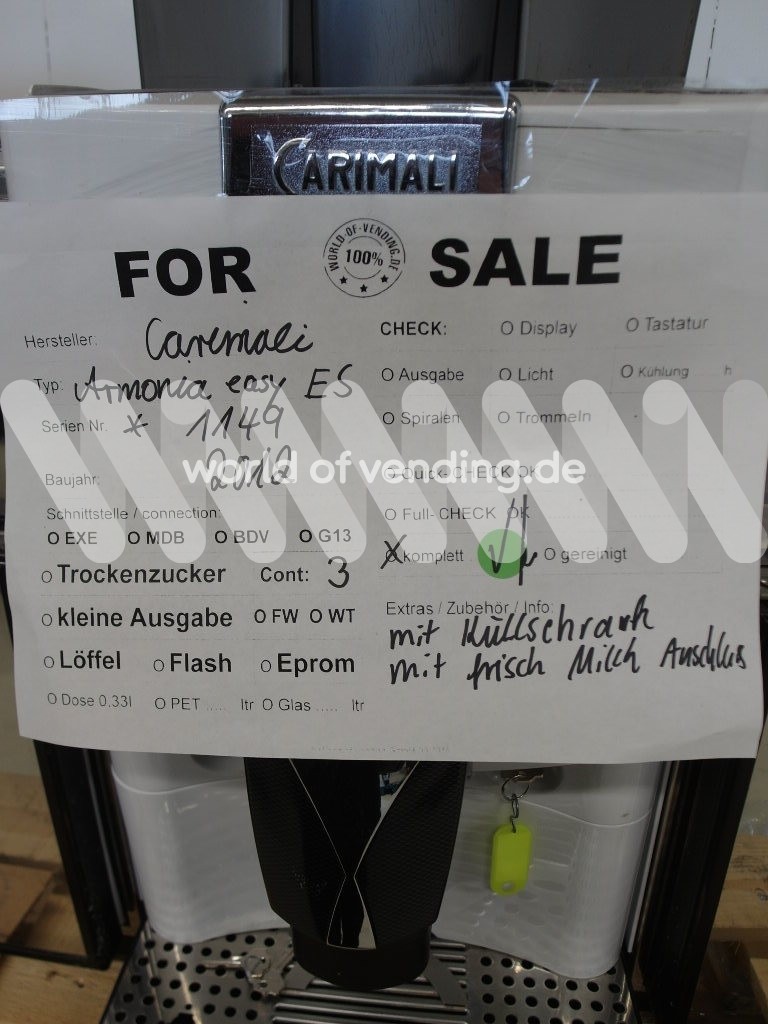 CARIMALI
FOR SALE
WORLD-OF-VENDING.DE
100%
Hersteller: Caremali
Typ: Armonia easy ES
Serien Nr. * 1149
Baujahr:
Schnittstelle / connection:
O EXE O MDB O BDV O G13
O Trockenzucker Cont: 3
O kleine Ausgabe O FW O WT
O Löffel O Flash O Eprom
O Dose 0.33l O PET ..... ltr O Glas ..... ltr
CHECK: O Display O Tastatur
O Ausgabe O Licht O Kühlung h
O Spiralen O Trommeln
O Quick- CHECK OK
O Full- CHECK OK
X komplett O gereinigt
Extras / Zubehör / Info:
mit Kühlschrank
mit frisch Milch Anschluss
world of vending.de